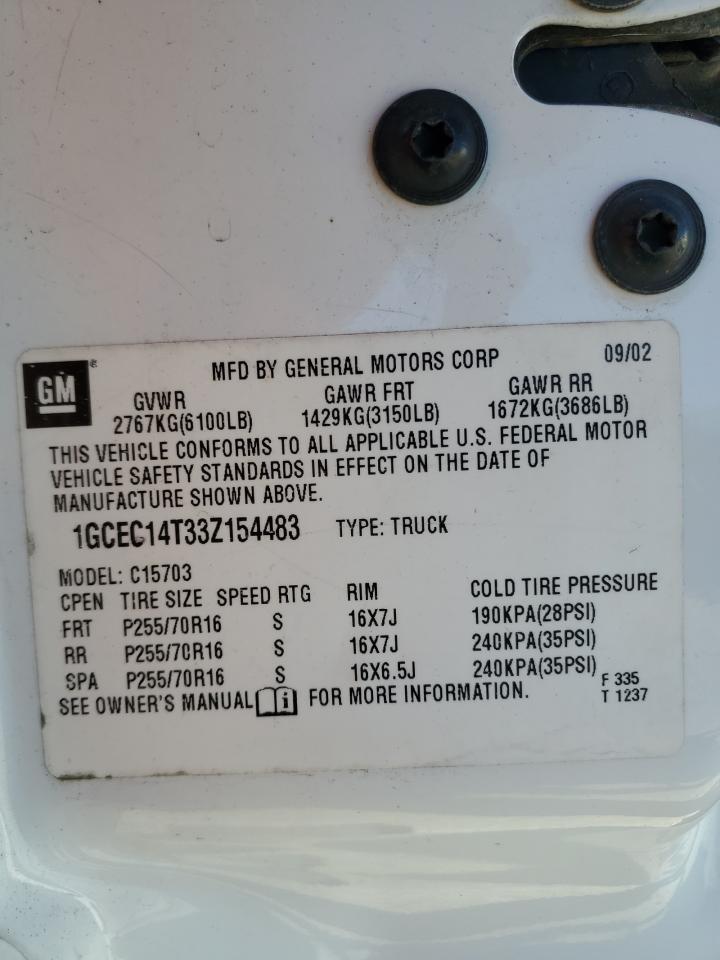 GM
MFD BY GENERAL MOTORS CORP 09/02
GVWR GAWR FRT GAWR RR
2767KG(6100LB) 1429KG(3150LB) 1672KG(3686LB)
THIS VEHICLE CONFORMS TO ALL APPLICABLE U.S. FEDERAL MOTOR
VEHICLE SAFETY STANDARDS IN EFFECT ON THE DATE OF
MANUFACTURE SHOWN ABOVE.
1GCEC14T33Z154483 TYPE: TRUCK
MODEL: C15703
CPEN TIRE SIZE SPEED RTG RIM COLD TIRE PRESSURE
FRT P255/70R16 S 16X7J 190KPA(28PSI)
RR P255/70R16 S 16X7J 240KPA(35PSI)
SPA P255/70R16 S 16X6.5J 240KPA(35PSI)
SEE OWNER'S MANUAL i FOR MORE INFORMATION.
F 335
T 1237